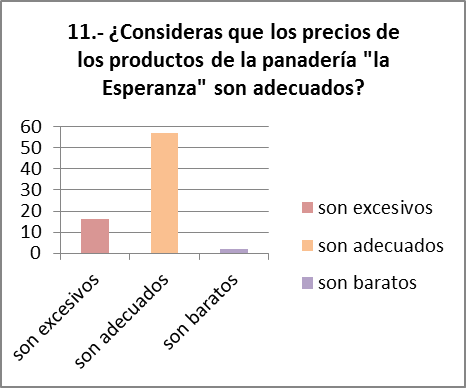 11.- ¿Consideras que los precios de
los productos de la panadería "la
Esperanza" son adecuados?
60
50
40
30
20
10
0
son excesivos
son adecuados
son baratos
son excesivos
son adecuados
son baratos